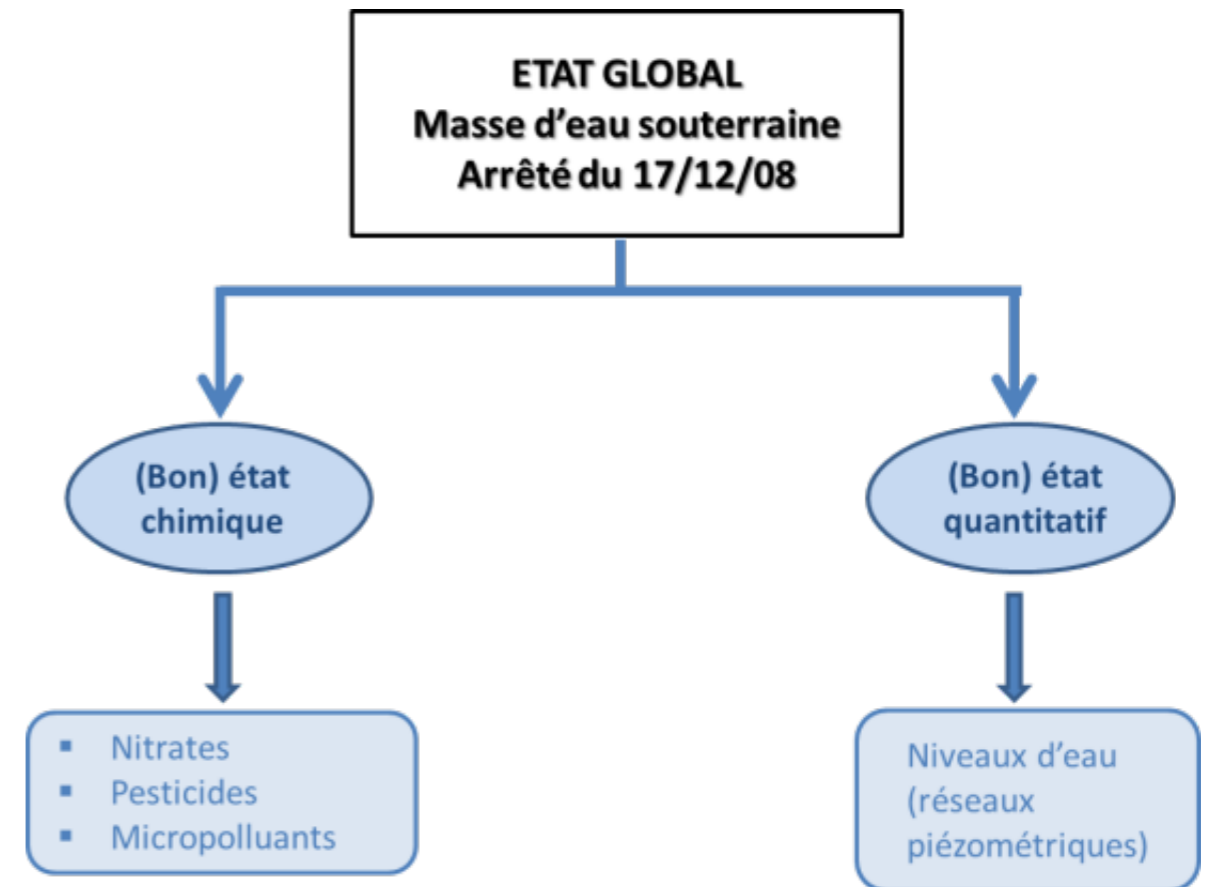 ETAT GLOBAL
Masse d’eau souterraine
Arrêté du 17/12/08
(Bon) état
chimique
(Bon) état
quantitatif
▪ Nitrates
▪ Pesticides
▪ Micropolluants
Niveaux d’eau
(réseaux
piézométriques)